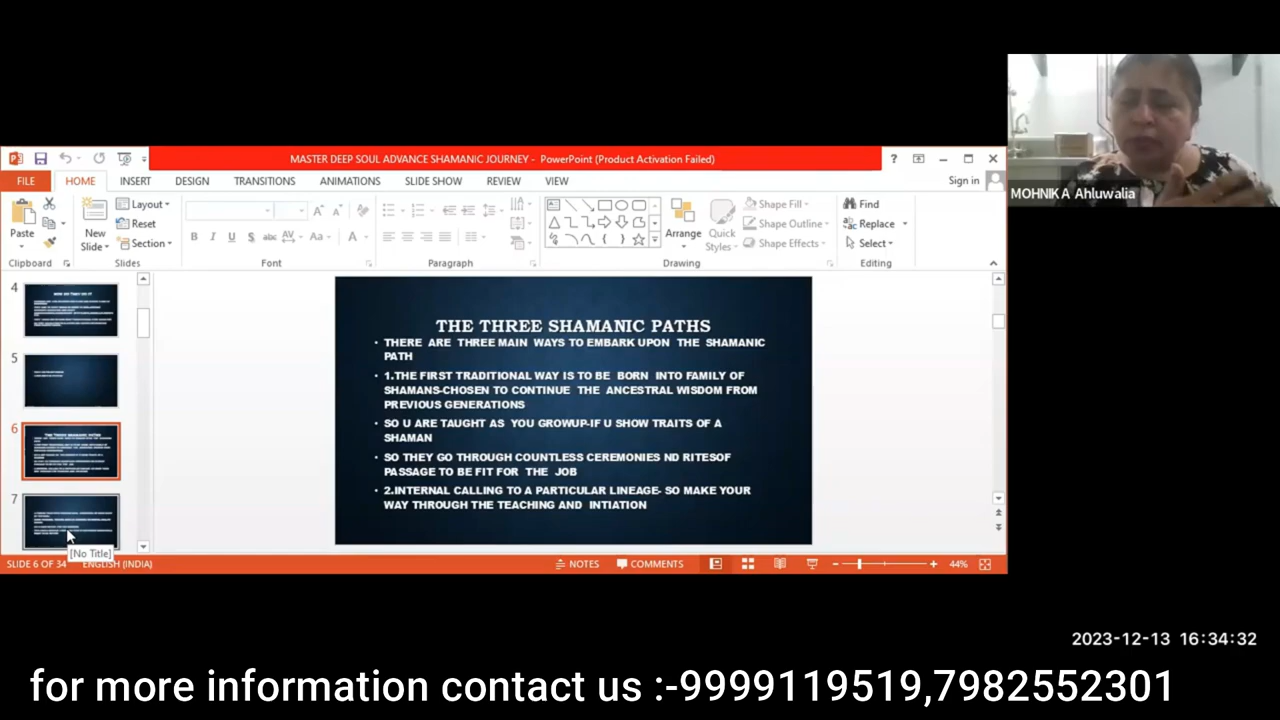 MOHNIKA Ahluwalia
MASTER DEEP SOUL ADVANCE SHAMANIC JOURNEY - PowerPoint (Product Activation Failed)
FILE HOME INSERT DESIGN TRANSITIONS ANIMATIONS SLIDE SHOW REVIEW VIEW Sign in
Paste
New
Slide
Layout
Reset
Section
B I U S abc AV Aa A
Arrange
Quick
Styles
Shape Fill
Shape Outline
Shape Effects
Find
Replace
Select
Clipboard Slides Font Paragraph Drawing Editing
4
5
6
7
[No Title]
THE THREE SHAMANIC PATHS
• THERE ARE THREE MAIN WAYS TO EMBARK UPON THE SHAMANIC
PATH
• 1.THE FIRST TRADITIONAL WAY IS TO BE BORN INTO FAMILY OF
SHAMANS-CHOSEN TO CONTINUE THE ANCESTRAL WISDOM FROM
PREVIOUS GENERATIONS
• SO U ARE TAUGHT AS YOU GROWUP-IF U SHOW TRAITS OF A
SHAMAN
• SO THEY GO THROUGH COUNTLESS CEREMONIES ND RITESOF
PASSAGE TO BE FIT FOR THE JOB
• 2.INTERNAL CALLING TO A PARTICULAR LINEAGE- SO MAKE YOUR
WAY THROUGH THE TEACHING AND INTIATION
SLIDE 6 OF 34 ENGLISH (INDIA) NOTES COMMENTS 44%
2023-12-13 16:34:32
for more information contact us :-9999119519,7982552301